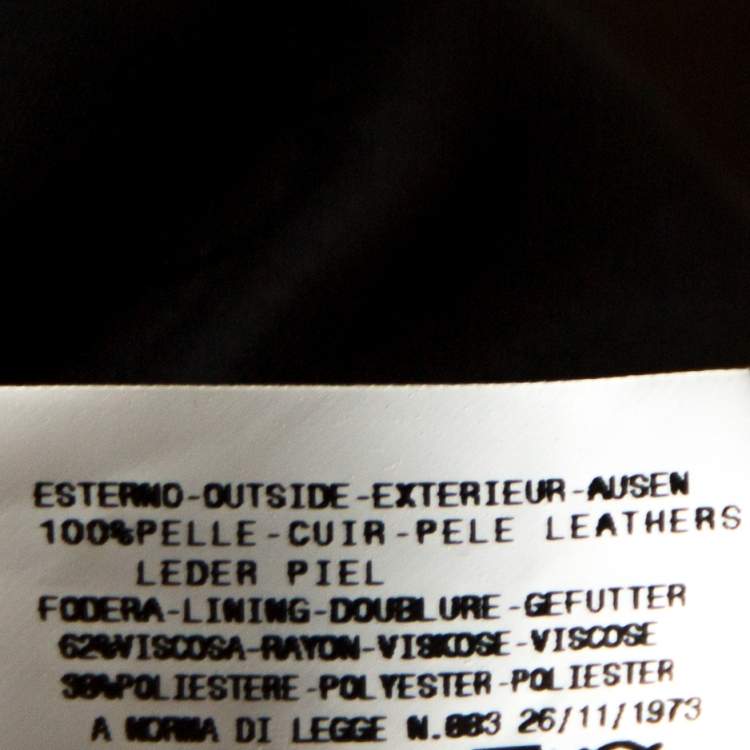 ESTERNO-OUTSIDE-EXTERIEUR-AUSEN
100%PELLE-CUIR-PELE LEATHERS
LEDER PIEL
FODERA-LINING-DOUBLURE-GEFUTTER
62%VISCOSA-RAYON-VISKOSE-VISCOSE
38%POLIESTERE-POLYESTER-POLIESTER
A NORMA DI LEGGE N.883 26/11/1973